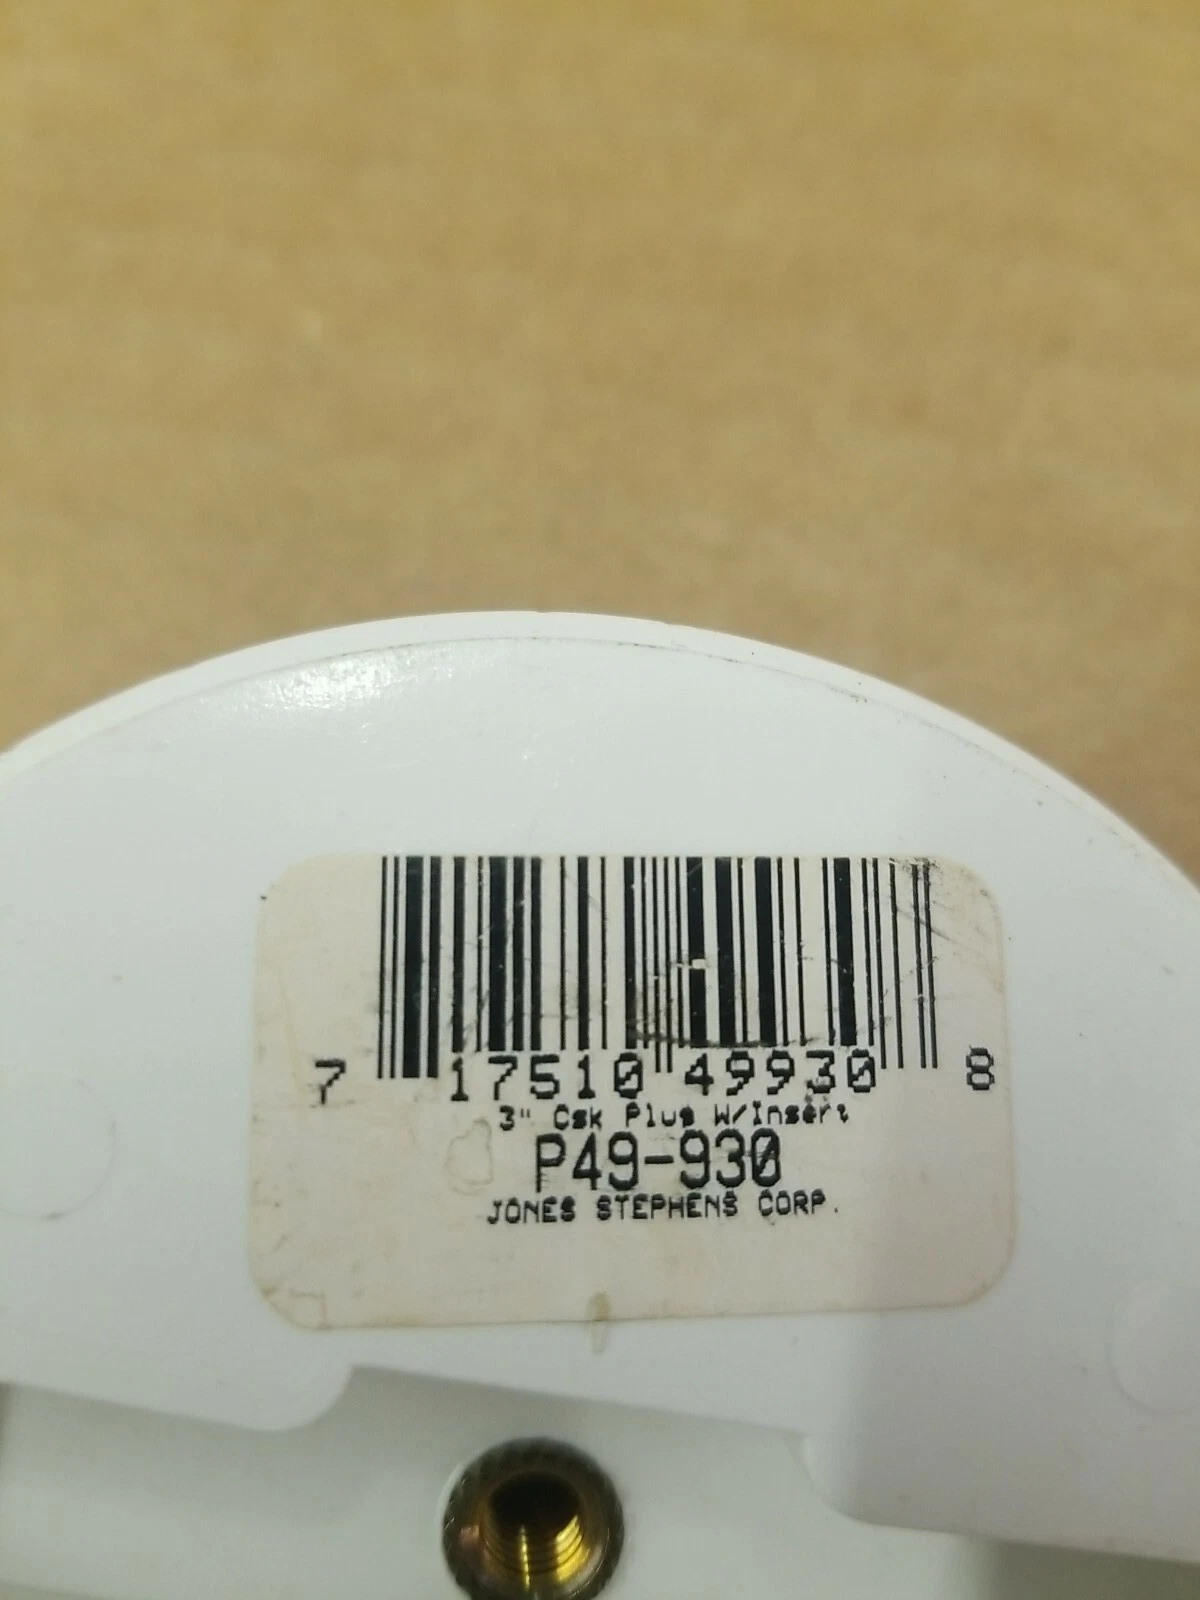 7 17510 49930 8
3" Csk Plug W/Insert
P49-930
JONES STEPHENS CORP.